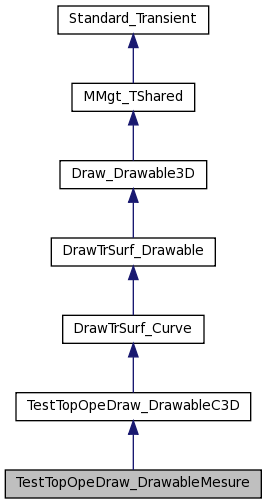 Standard_Transient
MMgt_TShared
Draw_Drawable3D
DrawTrSurf_Drawable
DrawTrSurf_Curve
TestTopOpeDraw_DrawableC3D
TestTopOpeDraw_DrawableMesure